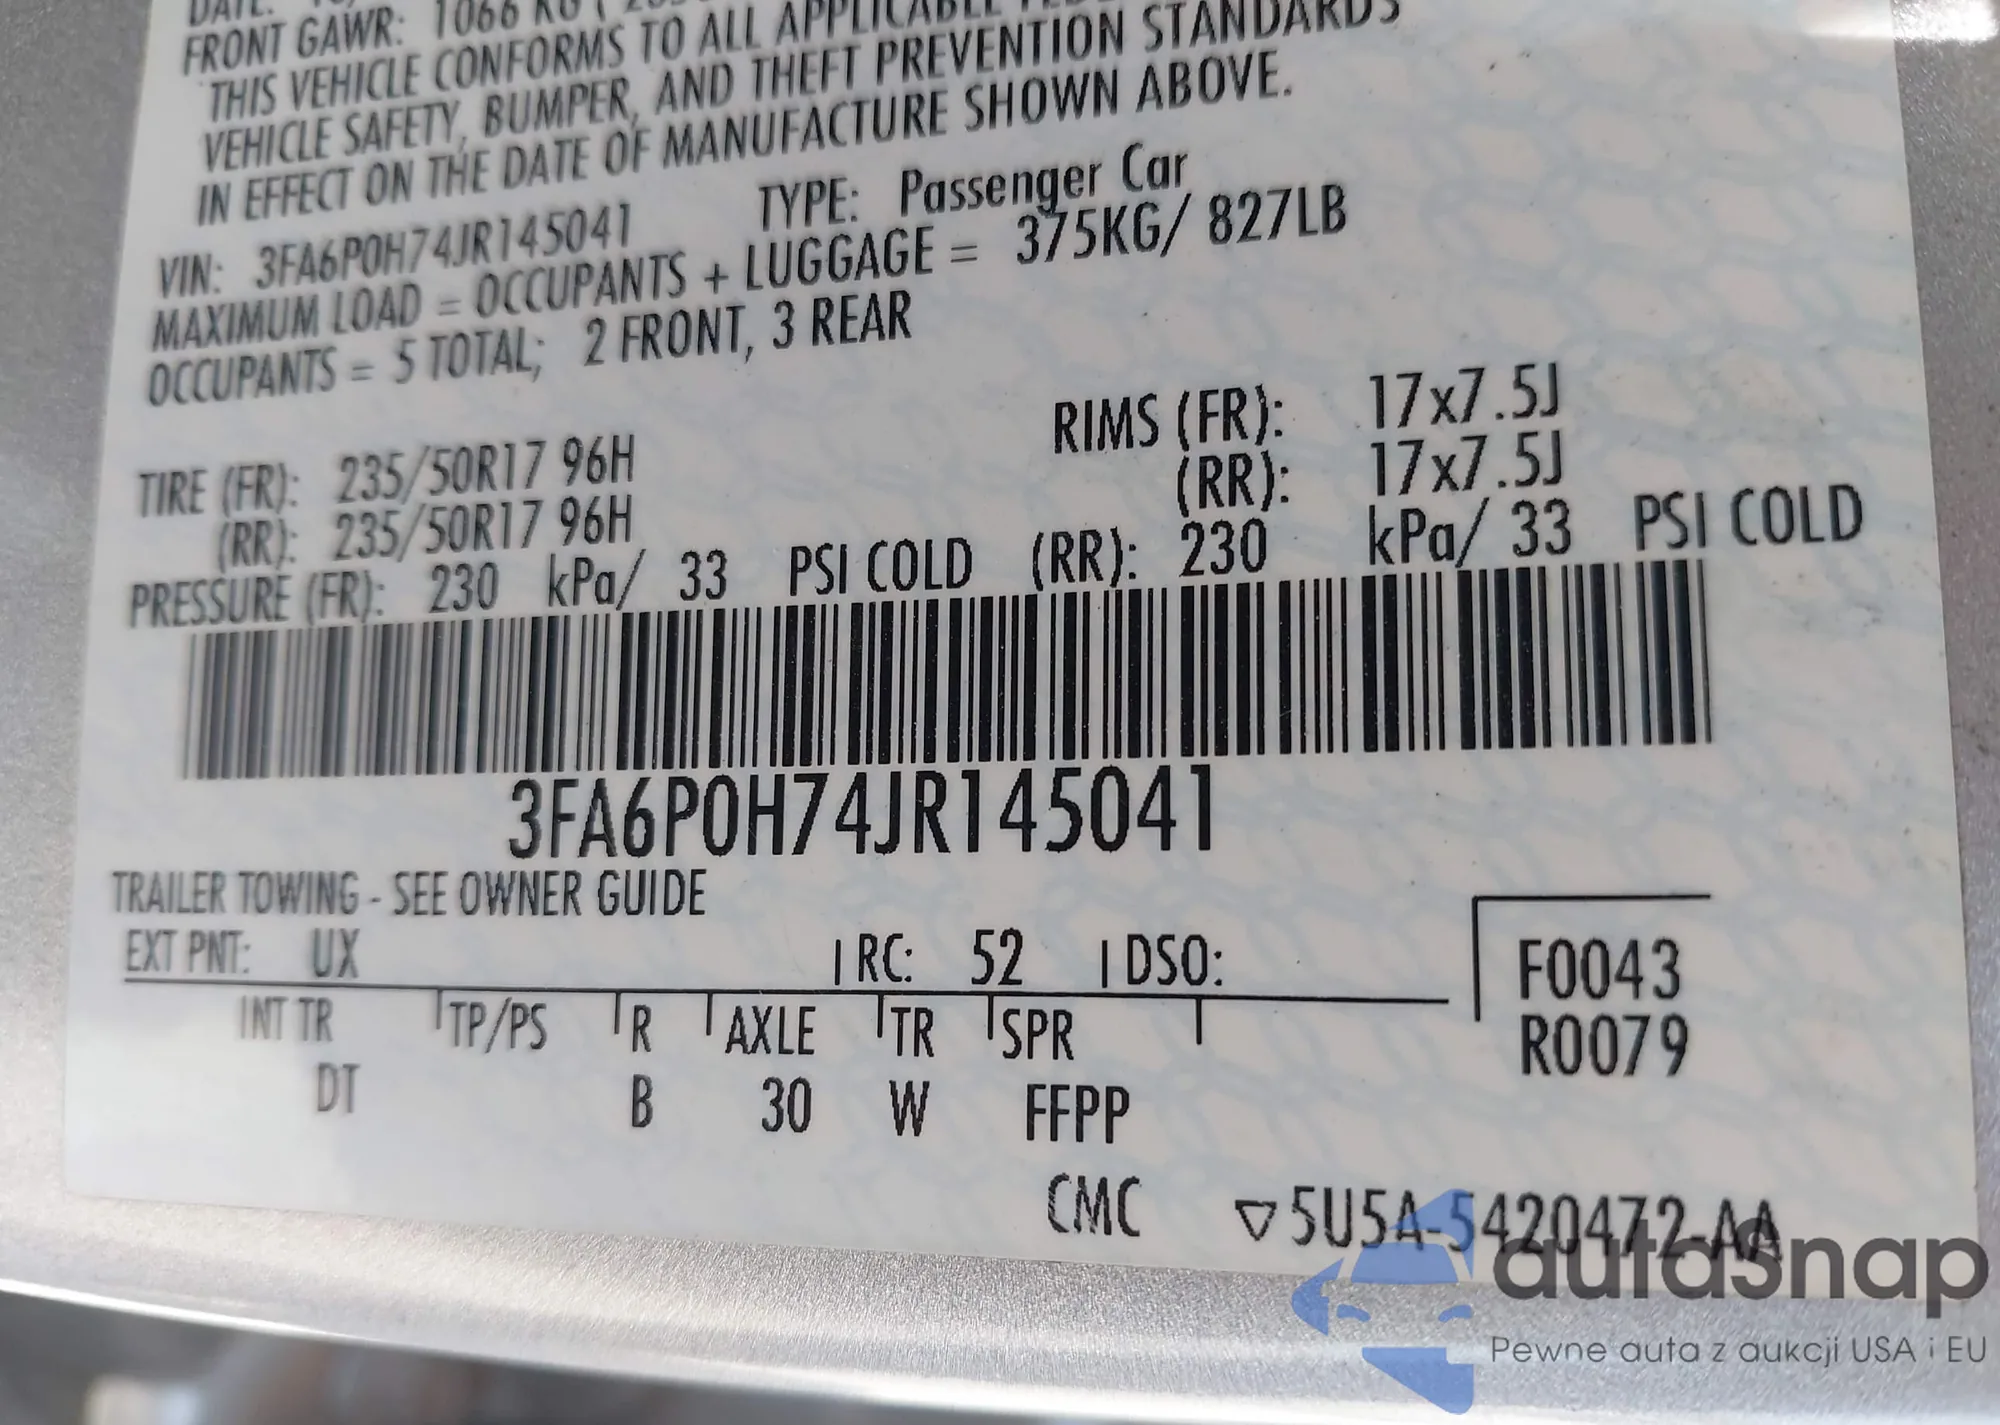 DATE:
FRONT GAWR: 1066 KG (
THIS VEHICLE CONFORMS TO ALL APPLICABLE
VEHICLE SAFETY, BUMPER, AND THEFT PREVENTION STANDARDS
IN EFFECT ON THE DATE OF MANUFACTURE SHOWN ABOVE.
VIN: 3FA6P0H74JR145041 TYPE: Passenger Car
MAXIMUM LOAD = OCCUPANTS + LUGGAGE = 375KG/ 827LB
OCCUPANTS = 5 TOTAL; 2 FRONT, 3 REAR
TIRE (FR): 235/50R17 96H RIMS (FR): 17x7.5J
(RR): 235/50R17 96H (RR): 17x7.5J
PRESSURE (FR): 230 kPa/ 33 PSI COLD (RR): 230 kPa/ 33 PSI COLD
3FA6P0H74JR145041
TRAILER TOWING - SEE OWNER GUIDE
EXT PNT: UX RC: 52 DSO: F0043
INT TR TP/PS R AXLE TR SPR R0079
DT B 30 W FFPP
CMC ▽5U5A-5420472-AA
autosnap
Pewne auta z aukcji USA i EU